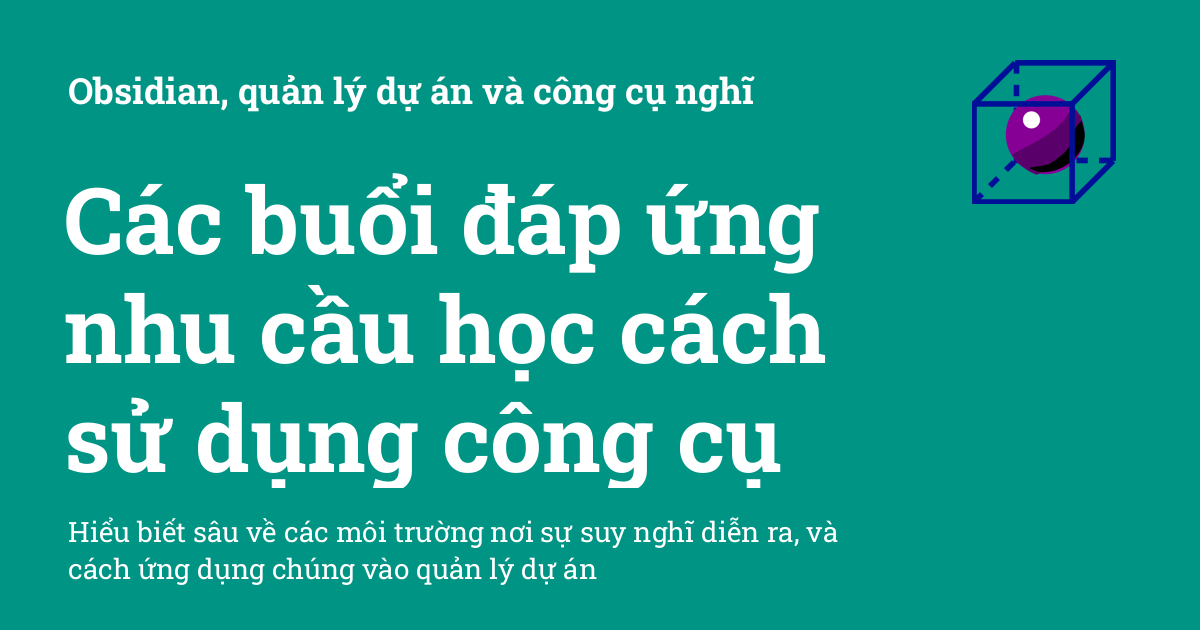 Obsidian, quản lý dự án và công cụ nghĩ
Các buổi đáp ứng
nhu cầu học cách
sử dụng công cụ
Hiểu biết sâu về các môi trường nơi sự suy nghĩ diễn ra, và
cách ứng dụng chúng vào quản lý dự án